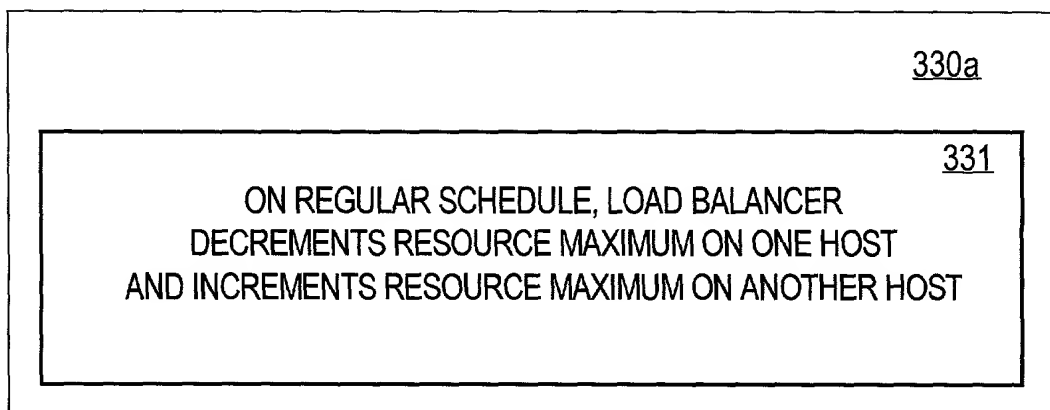 330a
331
ON REGULAR SCHEDULE, LOAD BALANCER
DECREMENTS RESOURCE MAXIMUM ON ONE HOST
AND INCREMENTS RESOURCE MAXIMUM ON ANOTHER HOST